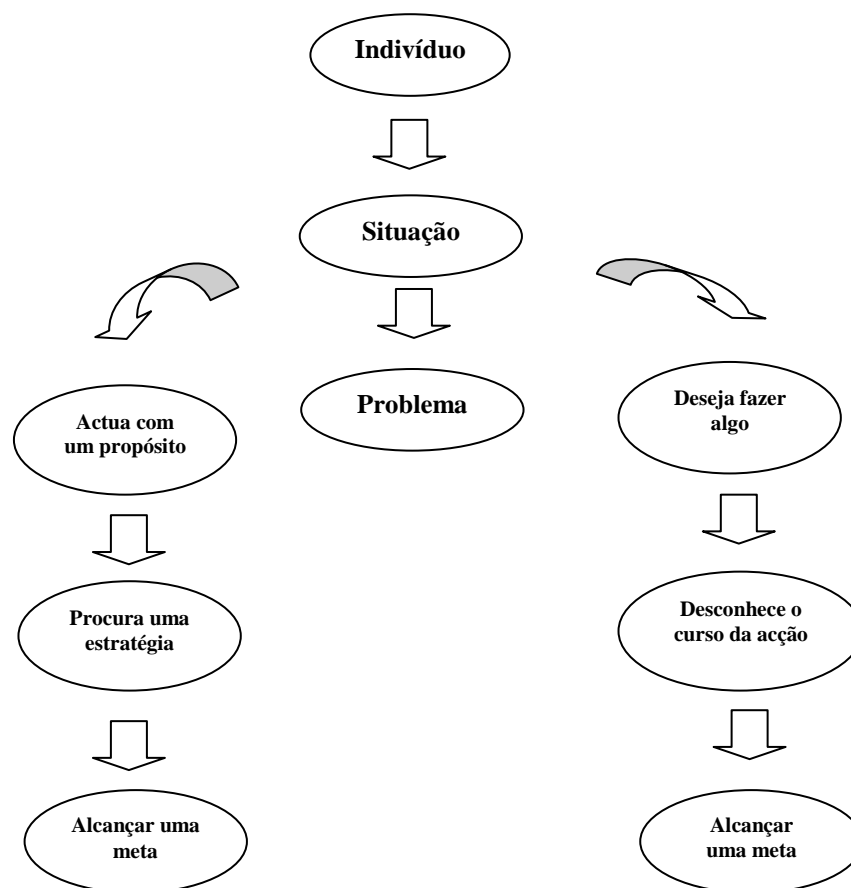 Indivíduo
Situação
Problema
Actua com
um propósito
Deseja fazer
algo
Procura uma
estratégia
Desconhece o
curso da acção
Alcançar uma
meta
Alcançar
uma meta